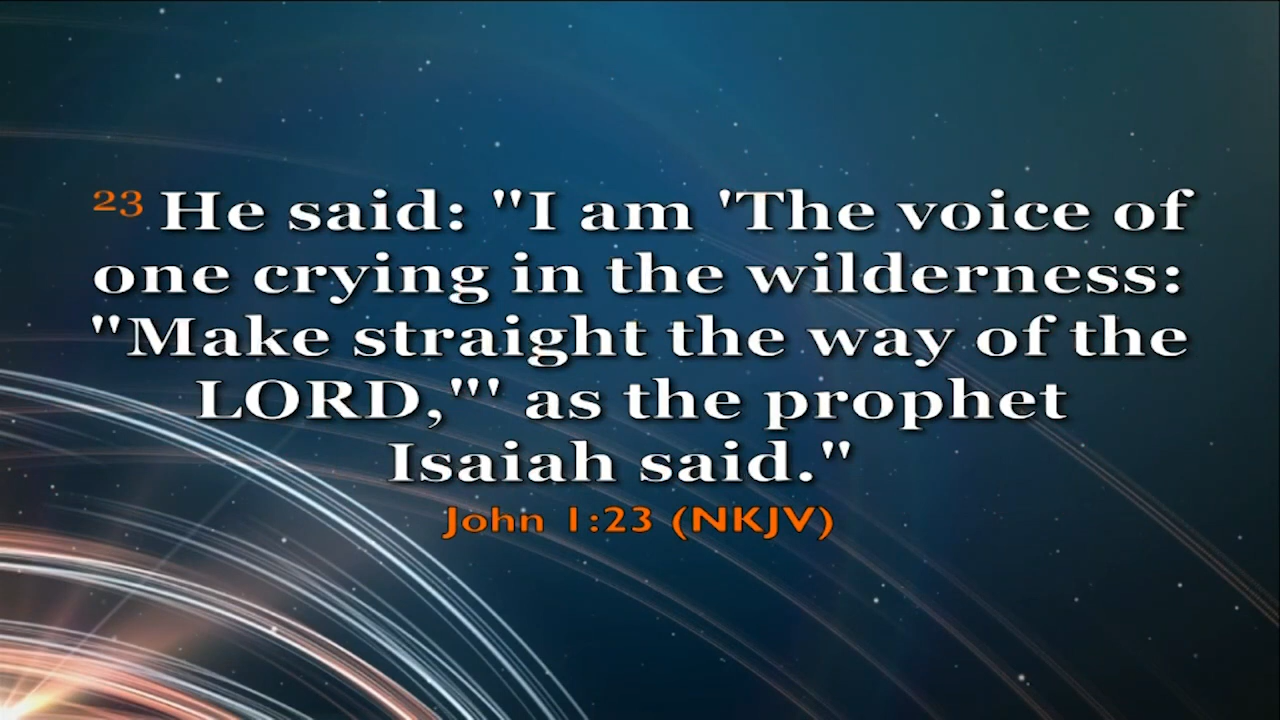 23 He said: "I am 'The voice of
one crying in the wilderness:
"Make straight the way of the
LORD,"' as the prophet
Isaiah said."
John 1:23 (NKJV)